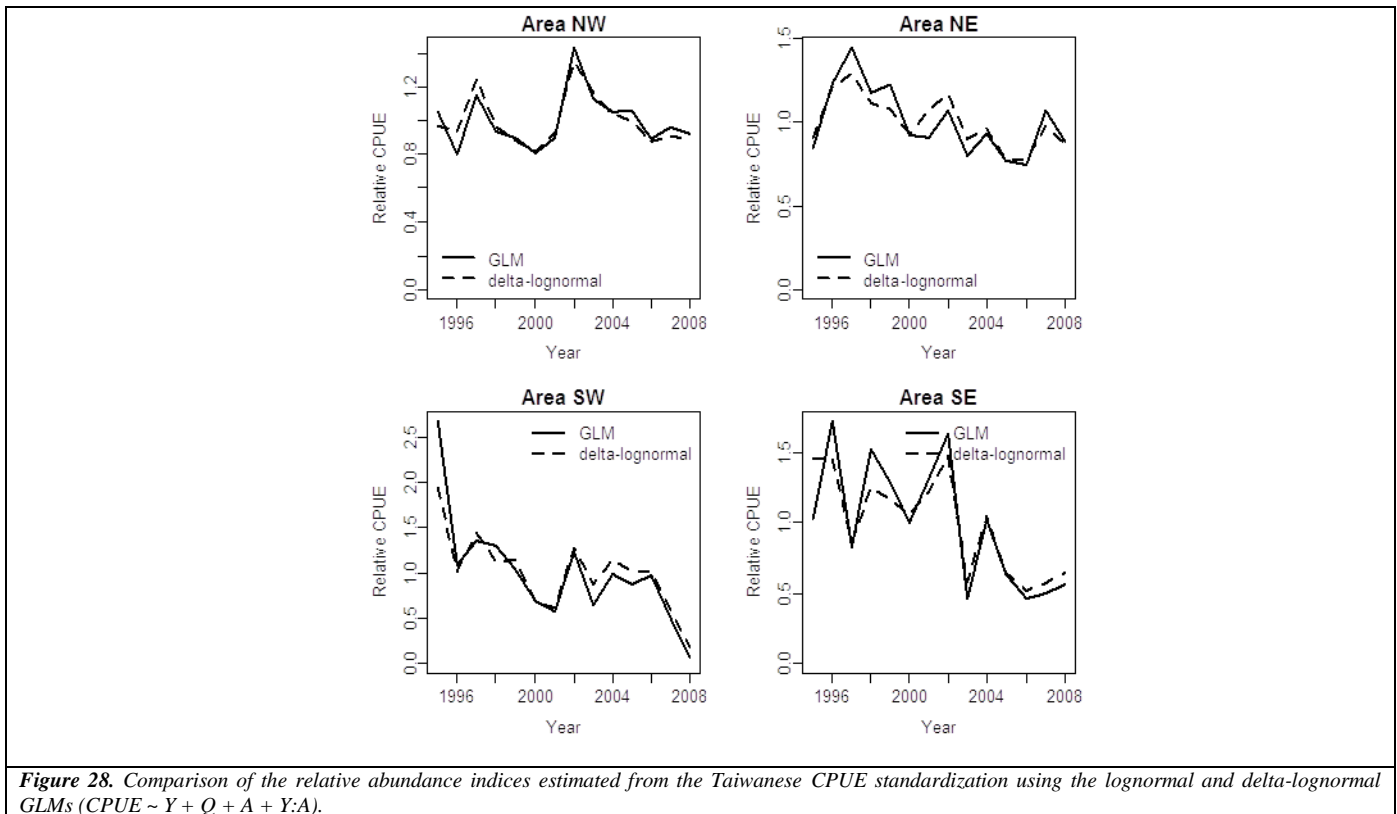 Area NW
Relative CPUE
0.0 0.4 0.8 1.2
GLM
delta-lognormal
1996 2000 2004 2008
Year
Area NE
Relative CPUE
0.0 0.5 1.0 1.5
GLM
delta-lognormal
1996 2000 2004 2008
Year
Area SW
Relative CPUE
0.0 0.5 1.0 1.5 2.0 2.5
GLM
delta-lognormal
1996 2000 2004 2008
Year
Area SE
Relative CPUE
0.0 0.5 1.0 1.5
GLM
delta-lognormal
1996 2000 2004 2008
Year
Figure 28. Comparison of the relative abundance indices estimated from the Taiwanese CPUE standardization using the lognormal and delta-lognormal
GLMs (CPUE ~ Y + Q + A + Y:A).